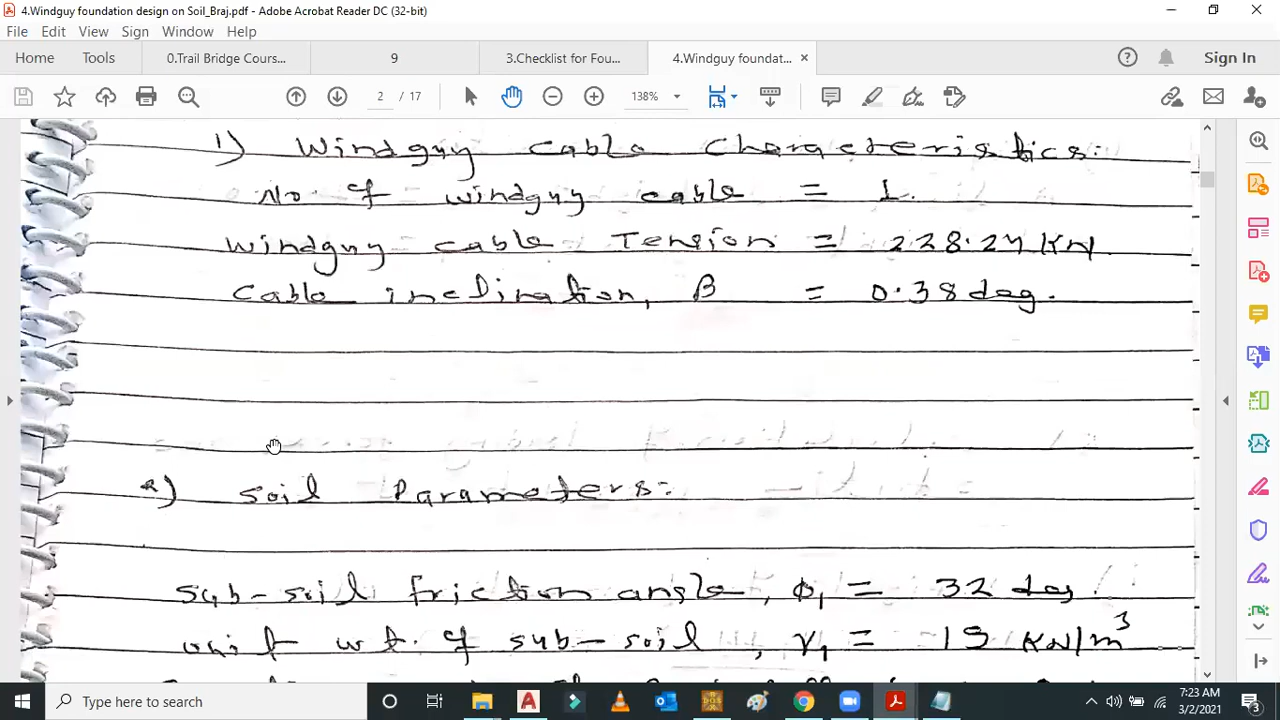 4.Windguy foundation design on Soil_Braj.pdf - Adobe Acrobat Reader DC (32-bit)
File Edit View Sign Window Help
Home Tools 0.Trail Bridge Cours... 9 3.Checklist for Fou... 4.Windguy foundat... × Sign In
2 / 17 138%
1) Windguy cable Characteristics:
No. of windguy cable = 1.
Windguy cable Tension = 228.24 KN
Cable inclination, β = 0.38 deg.
2) Soil Parameters:
Sub-soil friction angle, φ1 = 32 deg.
unit wt. of sub-soil, γ1 = 19 KN/m3
Type here to search
7:23 AM
3/2/2021